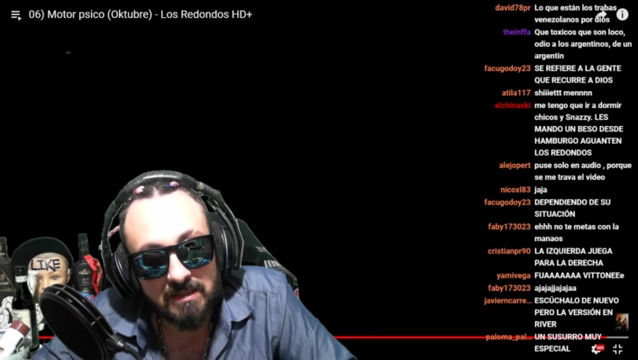 06) Motor psico (Oktubre) - Los Redondos HD+
david78pr Lo que están los trabas
venezolanos por dios
theinffa Que toxicos que son loco,
odio a los argentinos, de un
argentin
facugodoy23 SE REFIERE A LA GENTE
QUE RECURRE A DIOS
atila117 shiiiettt mennnn
elchinaski me tengo que ir a dormir
chicos y Snazzy. LES
MANDO UN BESO DESDE
HAMBURGO AGUANTEN
LOS REDONDOS
alejopert puse solo en audio , porque
se me trava el video
nicoxl83 jaja
facugodoy23 DEPENDIENDO DE SU
SITUACIÓN
faby173023 ehhh no te metas con la
manaos
cristianpr90 LA IZQUIERDA JUEGA
PARA LA DERECHA
yamivega FUAAAAAAA VITTONEEe
faby173023 ajajajjajajaa
javierncarre... ESCÚCHALO DE NUEVO
PERO LA VERSIÓN EN
RIVER
paloma_pal... UN SUSURRO MUY
ESPECIAL
LIKE